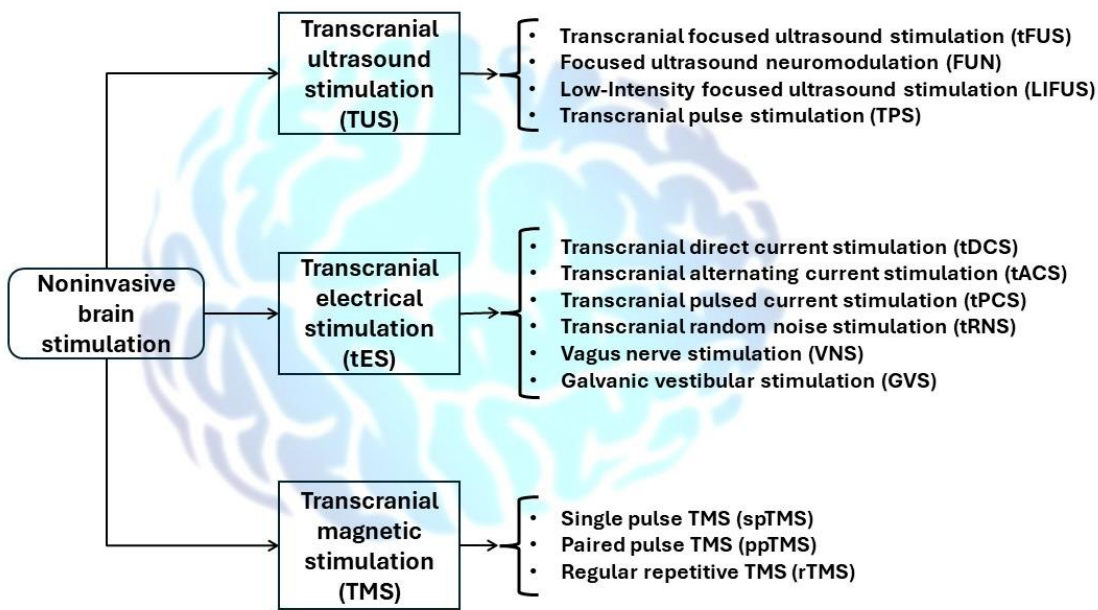 Noninvasive
brain
stimulation
Transcranial
ultrasound
stimulation
(TUS)
• Transcranial focused ultrasound stimulation (tFUS)
• Focused ultrasound neuromodulation (FUN)
• Low-Intensity focused ultrasound stimulation (LIFUS)
• Transcranial pulse stimulation (TPS)
Transcranial
electrical
stimulation
(tES)
• Transcranial direct current stimulation (tDCS)
• Transcranial alternating current stimulation (tACS)
• Transcranial pulsed current stimulation (tPCS)
• Transcranial random noise stimulation (tRNS)
• Vagus nerve stimulation (VNS)
• Galvanic vestibular stimulation (GVS)
Transcranial
magnetic
stimulation
(TMS)
• Single pulse TMS (spTMS)
• Paired pulse TMS (ppTMS)
• Regular repetitive TMS (rTMS)